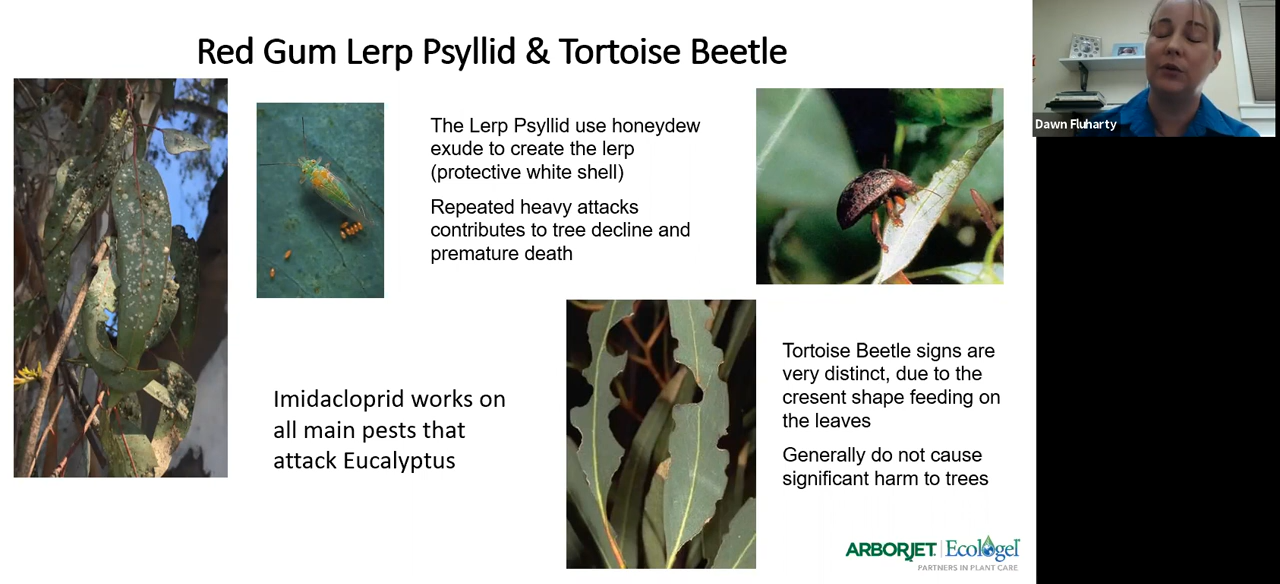 Red Gum Lerp Psyllid & Tortoise Beetle
The Lerp Psyllid use honeydew
exude to create the lerp
(protective white shell)
Repeated heavy attacks
contributes to tree decline and
premature death
Imidacloprid works on
all main pests that
attack Eucalyptus
Tortoise Beetle signs are
very distinct, due to the
cresent shape feeding on
the leaves
Generally do not cause
significant harm to trees
ARBORJET | Ecologel
PARTNERS IN PLANT CARE
Dawn Fluharty